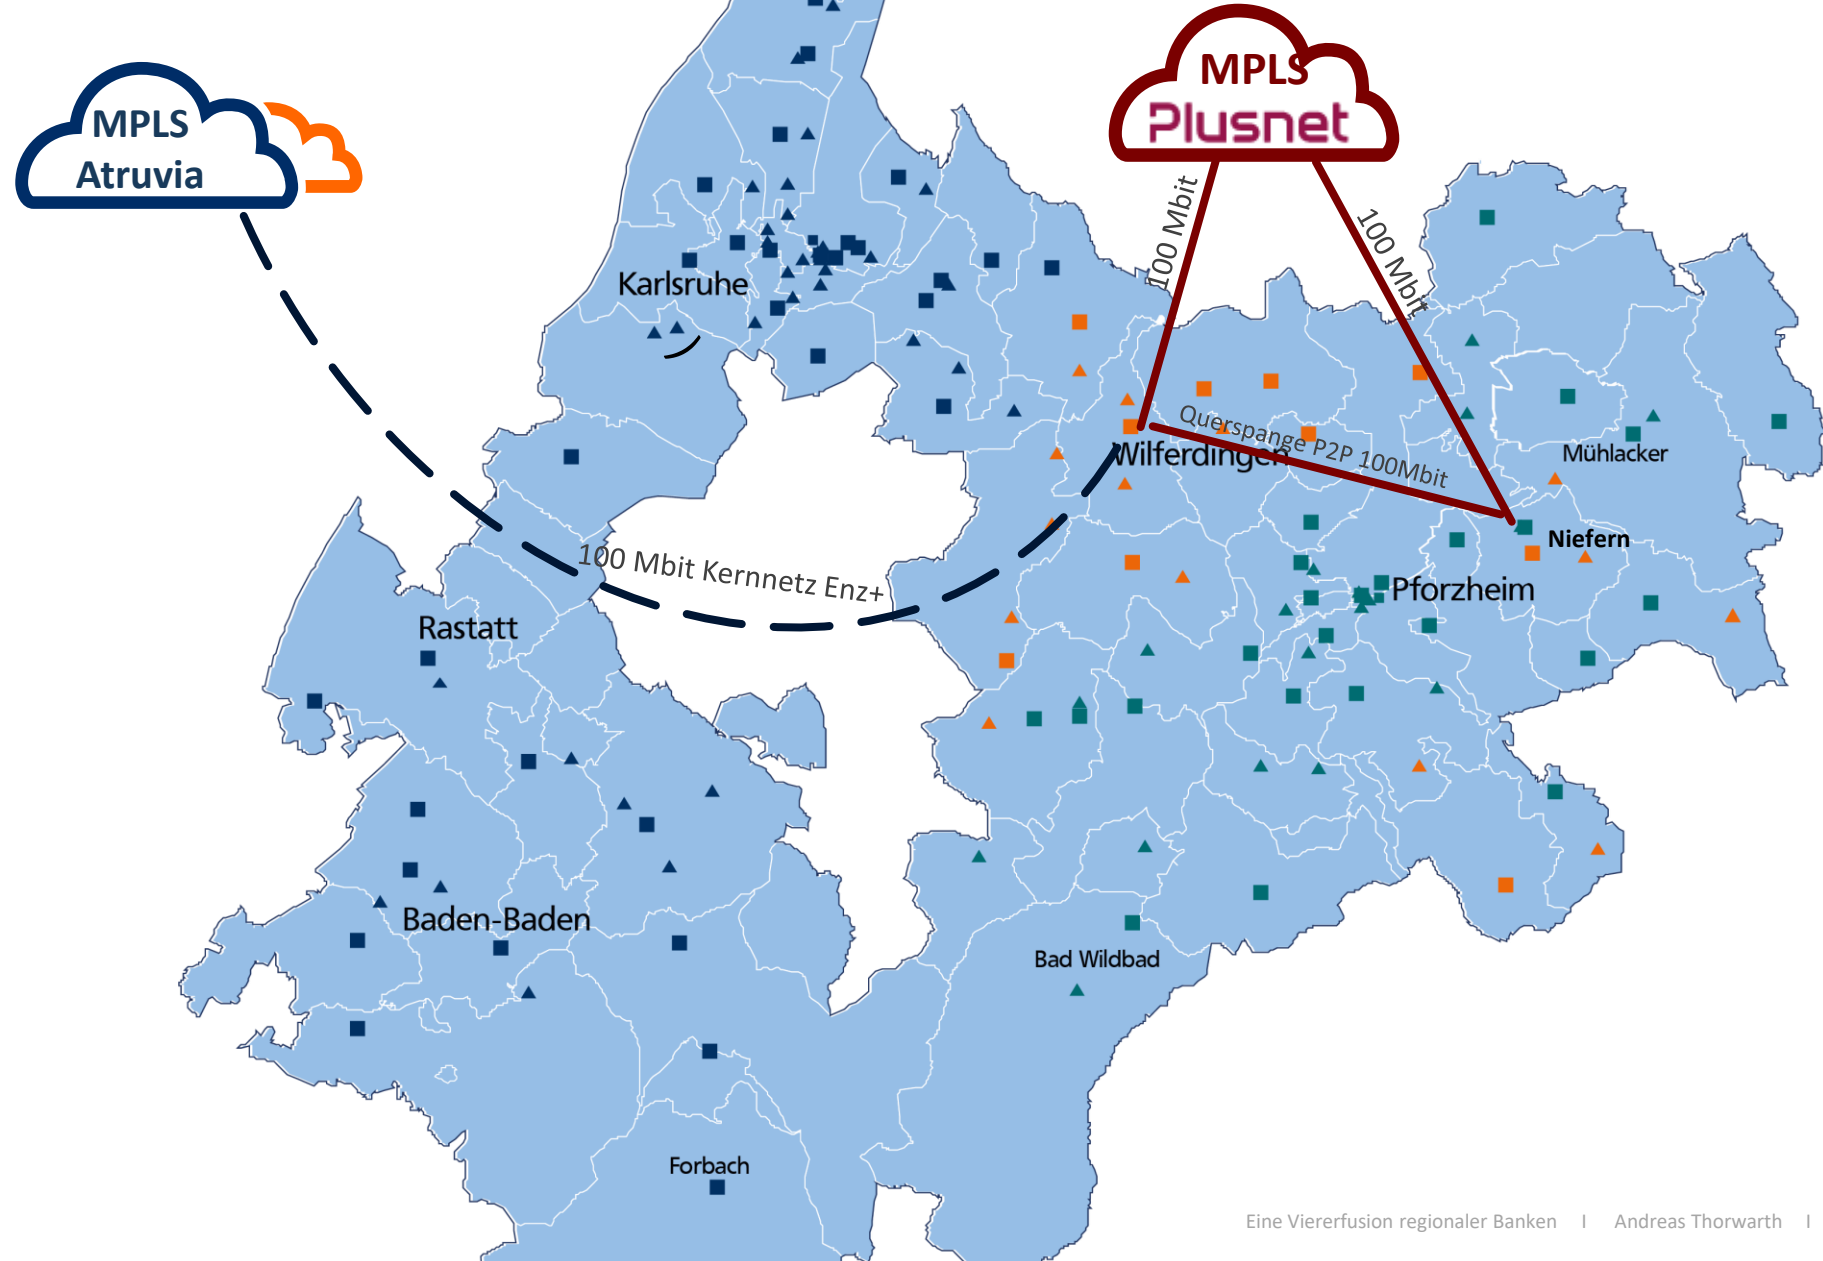 MPLS
Atruvia
MPLS
Plusnet
100 Mbit
100 Mbit
Karlsruhe
Querspange P2P 100Mbit
Wilferdingen
Mühlacker
Niefern
100 Mbit Kernnetz Enz+
Pforzheim
Rastatt
Baden-Baden
Bad Wildbad
Forbach
Eine Viererfusion regionaler Banken I Andreas Thorwarth I